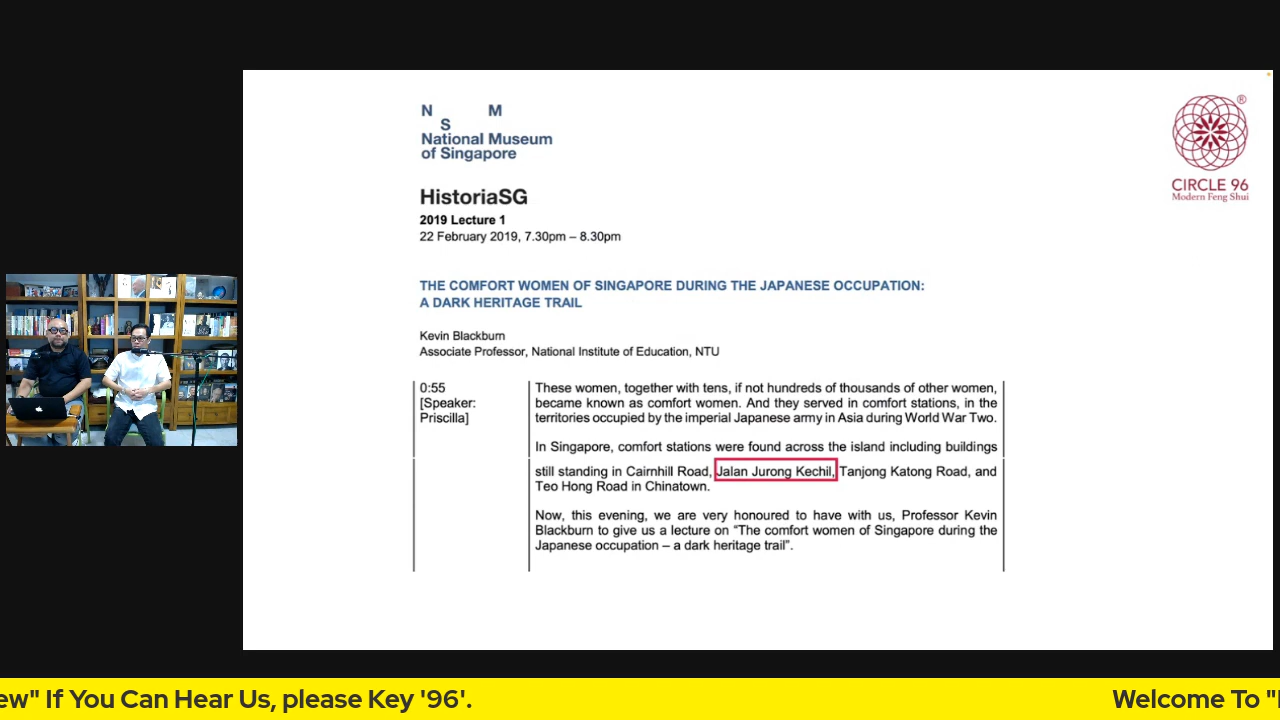 N M
S
National Museum
of Singapore
®
CIRCLE 96
Modern Feng Shui
HistoriaSG
2019 Lecture 1
22 February 2019, 7.30pm – 8.30pm
THE COMFORT WOMEN OF SINGAPORE DURING THE JAPANESE OCCUPATION:
A DARK HERITAGE TRAIL
Kevin Blackburn
Associate Professor, National Institute of Education, NTU
0:55
[Speaker:
Priscilla]
These women, together with tens, if not hundreds of thousands of other women,
became known as comfort women. And they served in comfort stations, in the
territories occupied by the imperial Japanese army in Asia during World War Two.
In Singapore, comfort stations were found across the island including buildings
still standing in Cairnhill Road, Jalan Jurong Kechil, Tanjong Katong Road, and
Teo Hong Road in Chinatown.
Now, this evening, we are very honoured to have with us, Professor Kevin
Blackburn to give us a lecture on “The comfort women of Singapore during the
Japanese occupation – a dark heritage trail”.
ew" If You Can Hear Us, please Key '96'. Welcome To "